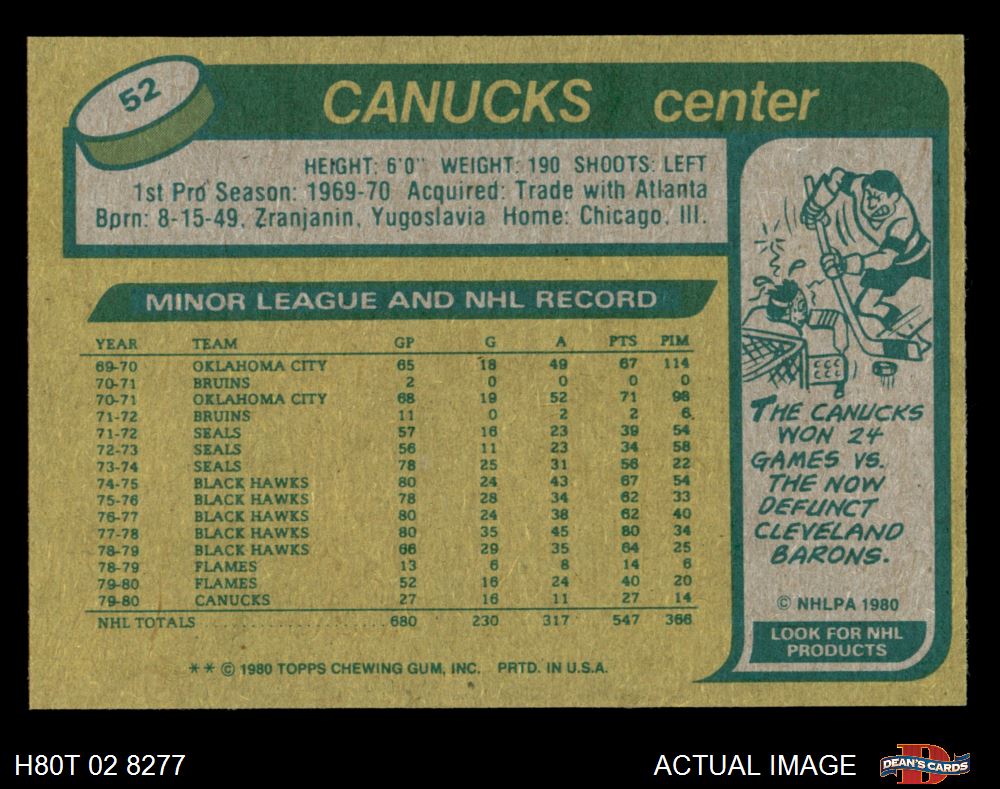 52
CANUCKS center
HEIGHT: 6'0" WEIGHT: 190 SHOOTS: LEFT
1st Pro Season: 1969-70 Acquired: Trade with Atlanta
Born: 8-15-49, Zranjanin, Yugoslavia Home: Chicago, Ill.
MINOR LEAGUE AND NHL RECORD
YEAR TEAM GP G A PTS PIM
69-70 OKLAHOMA CITY 65 18 49 67 114
70-71 BRUINS 2 0 0 0 0
70-71 OKLAHOMA CITY 68 19 52 71 98
71-72 BRUINS 11 0 2 2 6
71-72 SEALS 57 16 23 39 54
72-73 SEALS 56 11 23 34 58
73-74 SEALS 78 25 31 56 22
74-75 BLACK HAWKS 80 24 43 67 54
75-76 BLACK HAWKS 78 28 34 62 33
76-77 BLACK HAWKS 80 24 38 62 40
77-78 BLACK HAWKS 80 35 45 80 34
78-79 BLACK HAWKS 66 29 35 64 25
78-79 FLAMES 13 6 8 14 6
79-80 FLAMES 52 16 24 40 20
79-80 CANUCKS 27 16 11 27 14
NHL TOTALS 680 230 317 547 366
** © 1980 TOPPS CHEWING GUM, INC. PRTD. IN U.S.A.
THE CANUCKS
WON 24
GAMES VS.
THE NOW
DEFUNCT
CLEVELAND
BARONS.
© NHLPA 1980
LOOK FOR NHL
PRODUCTS
H80T 02 8277
ACTUAL IMAGE
D
DEAN'S CARDS